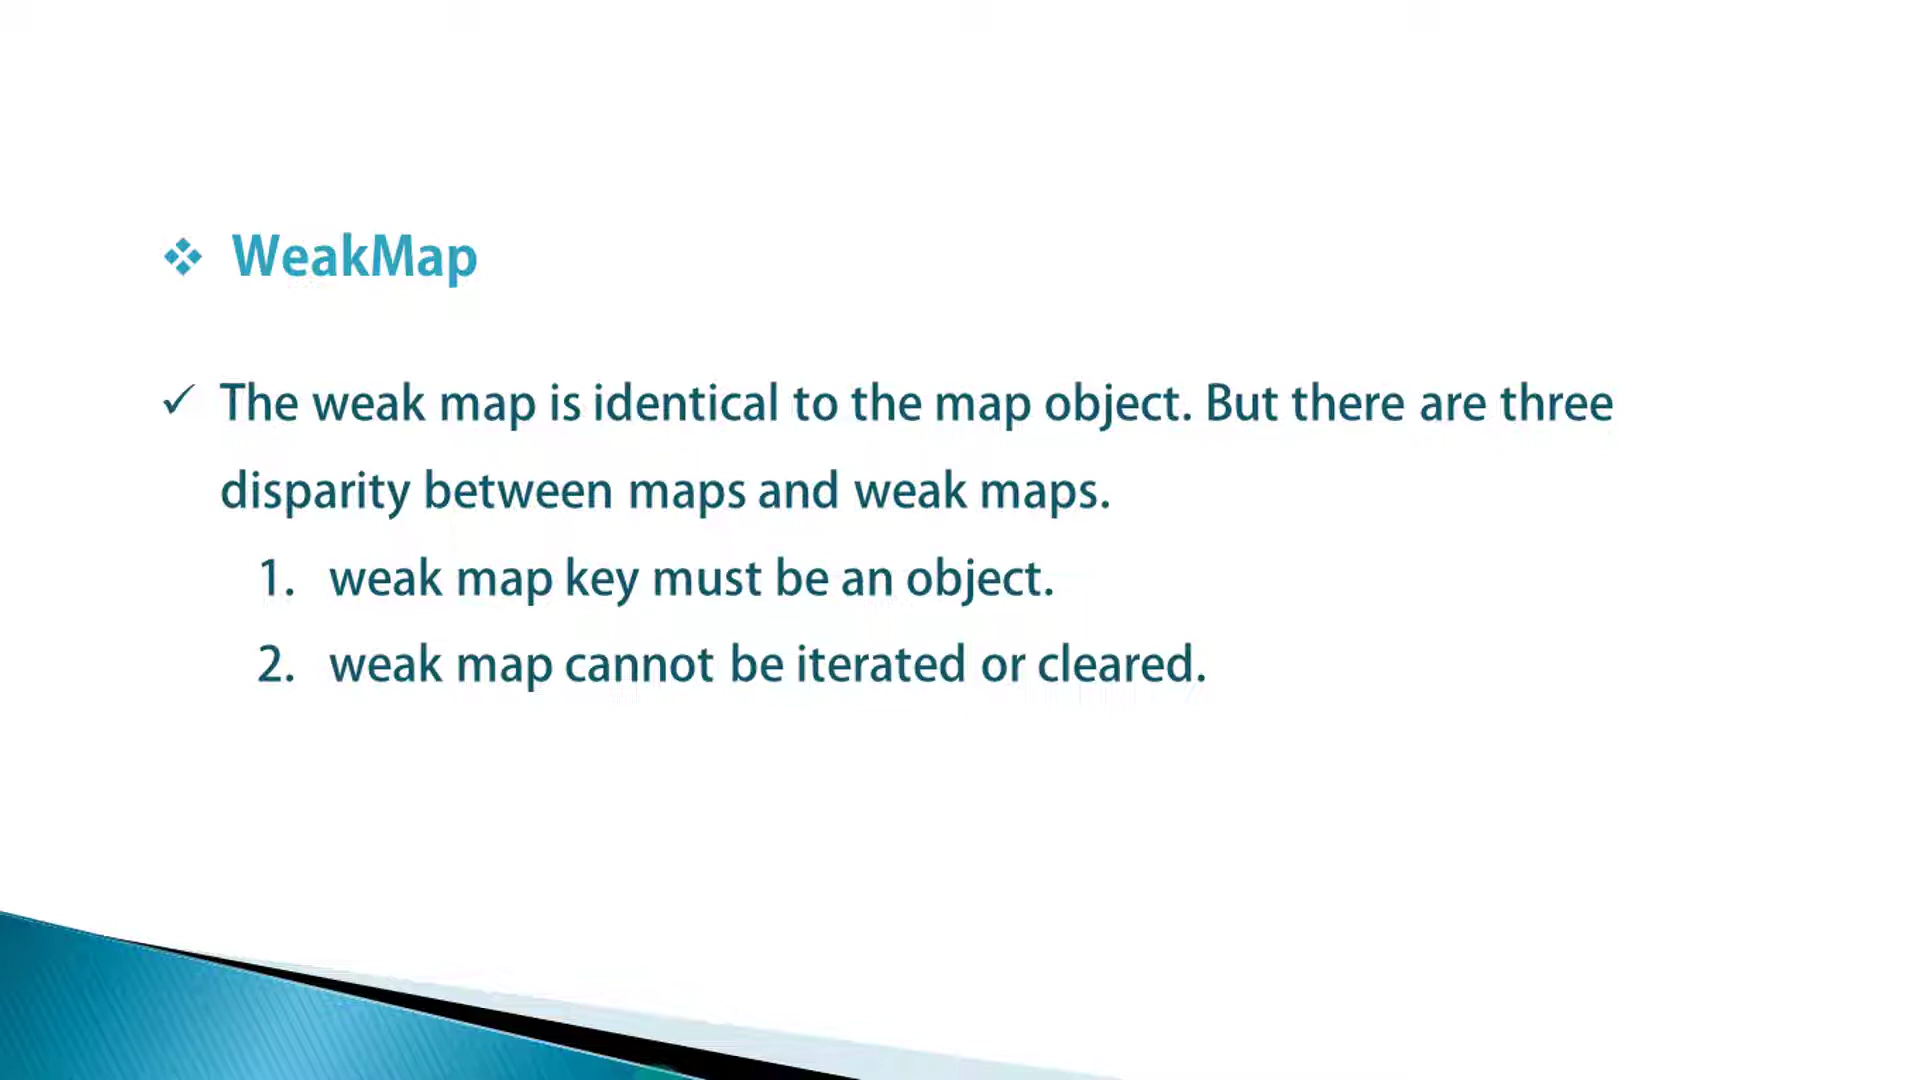 WeakMap
The weak map is identical to the map object. But there are three
disparity between maps and weak maps.
1. weak map key must be an object.
2. weak map cannot be iterated or cleared.